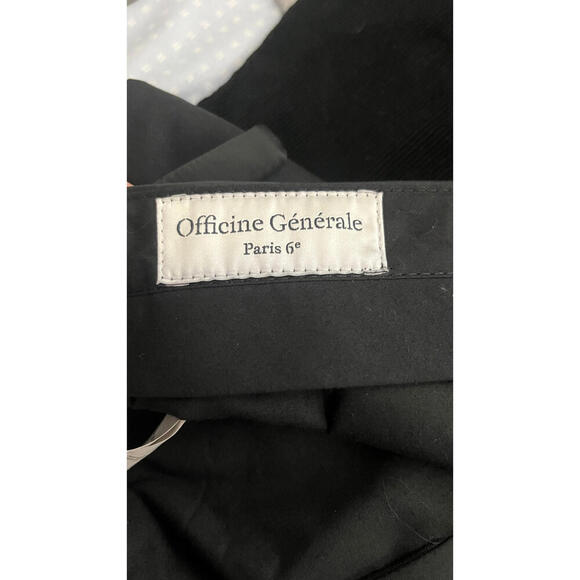 Officine Générale
Paris 6ᵉ